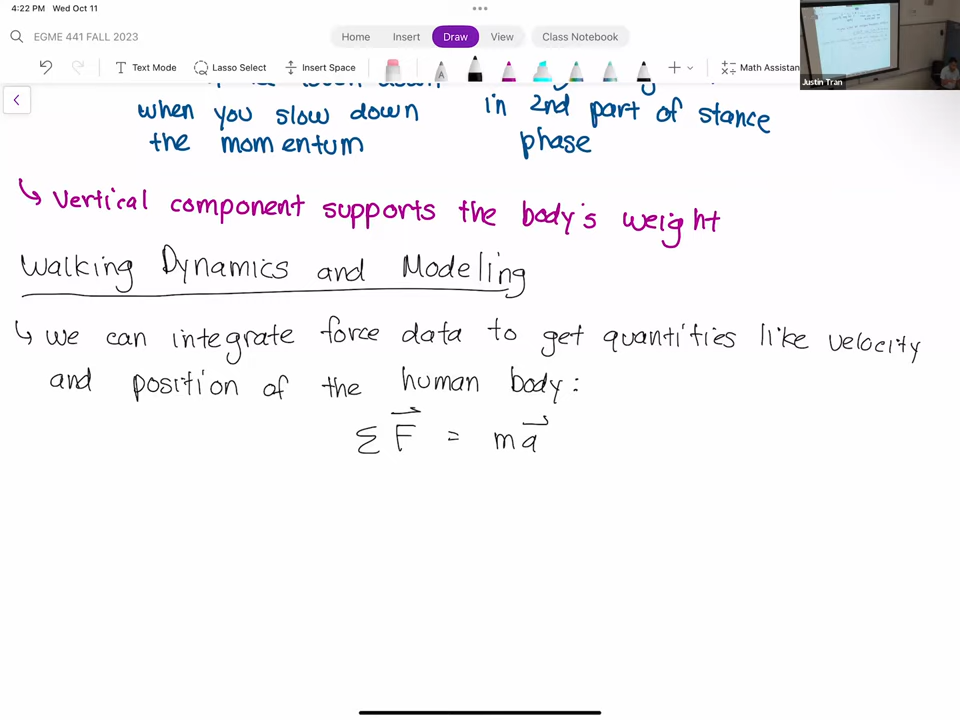 4:22 PM Wed Oct 11
EGME 441 FALL 2023
Home Insert Draw View Class Notebook
Text Mode Lasso Select Insert Space Math Assistan
Justin Tran
when you slow down
the momentum
in 2nd part of stance
phase
↳ Vertical component supports the body's weight
Walking Dynamics and Modeling
↳ we can integrate force data to get quantities like velocity
and position of the human body:
Σ F⃗ = m a⃗